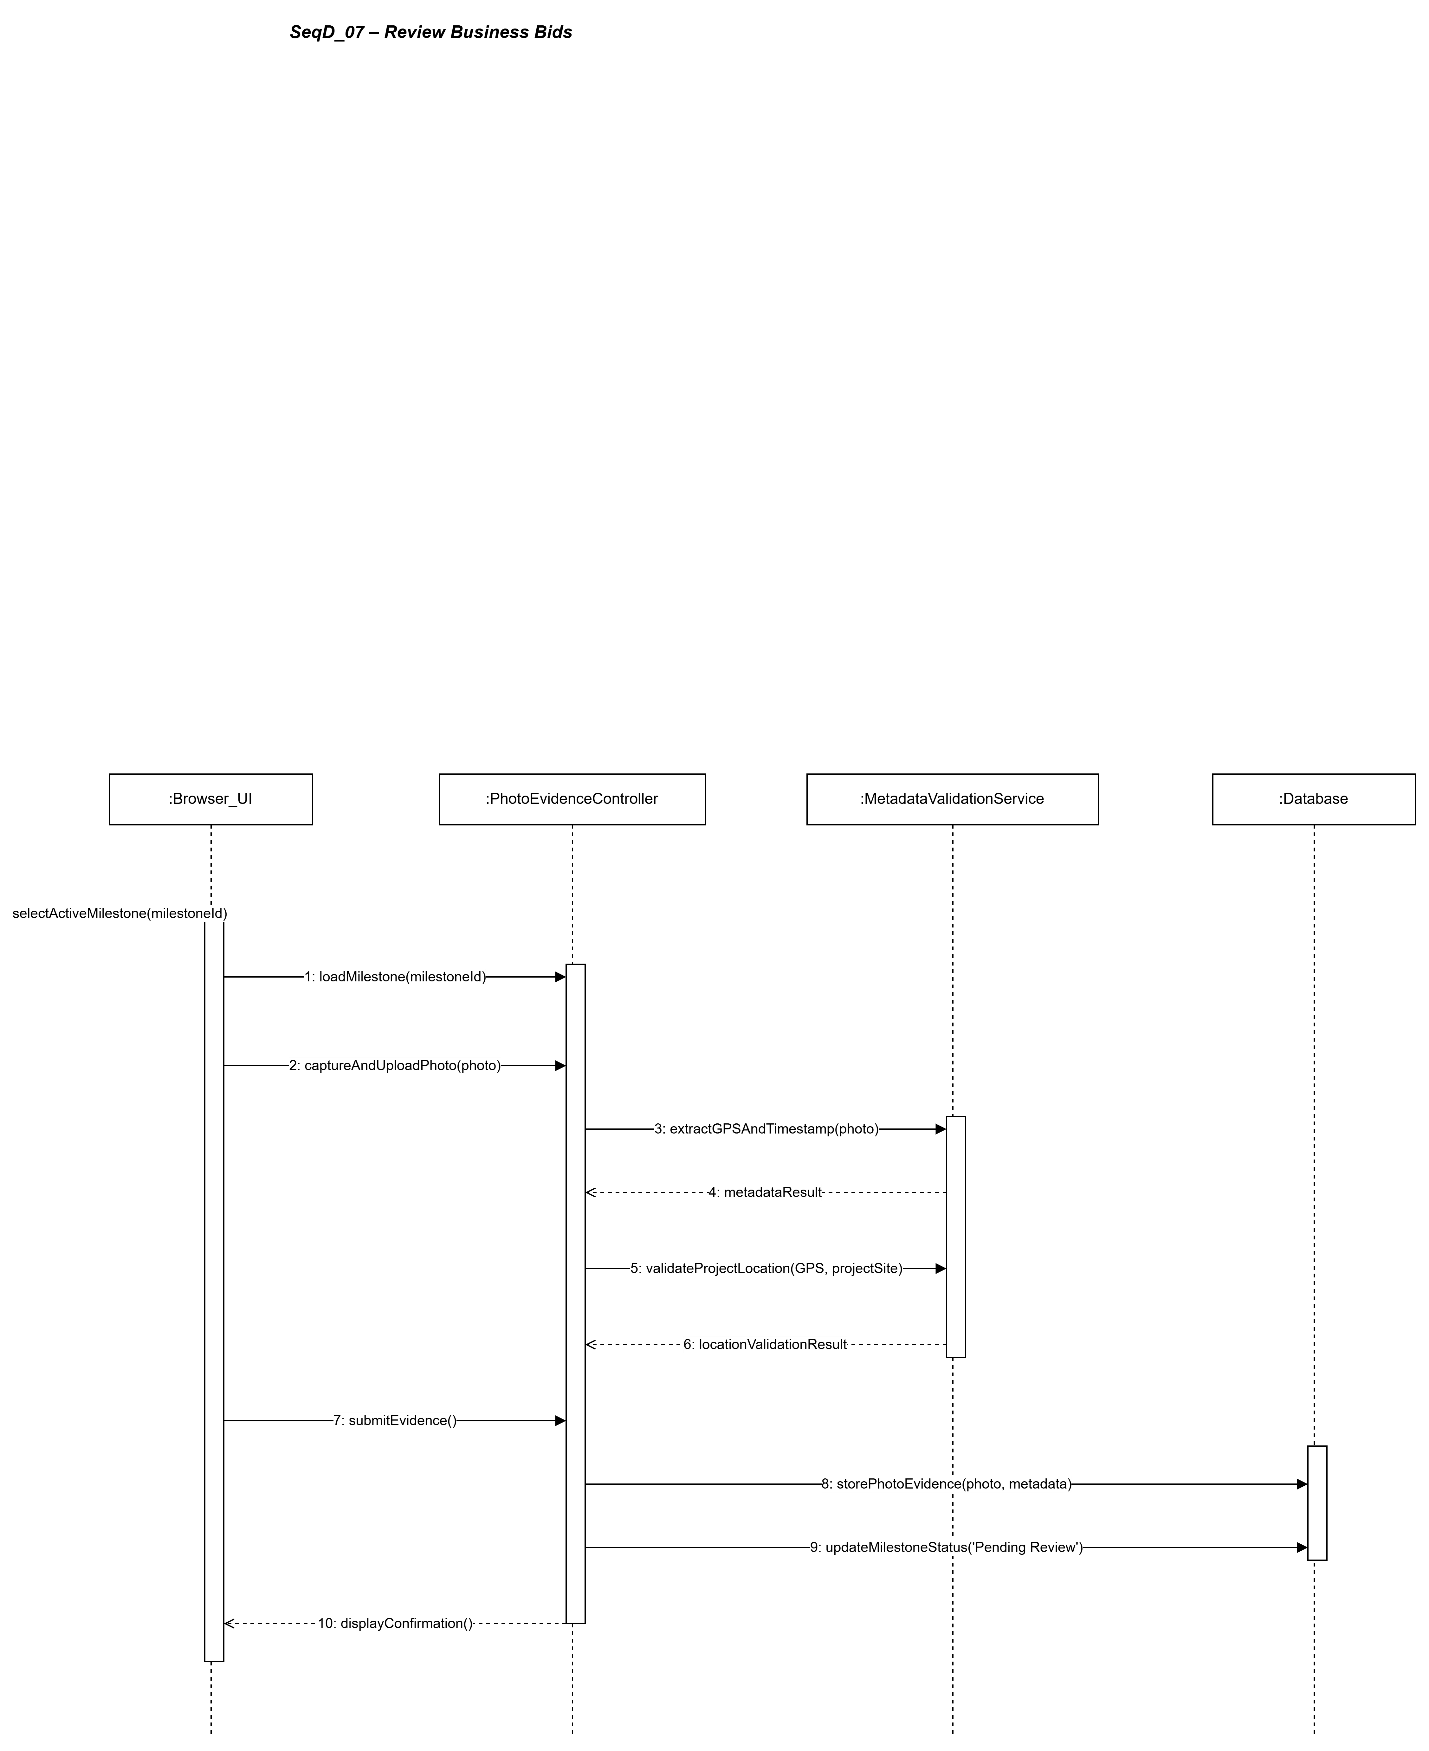 SeqD_07 – Review Business Bids
:Browser_UI
:PhotoEvidenceController
:MetadataValidationService
:Database
selectActiveMilestone(milestoneId)
1: loadMilestone(milestoneId)
2: captureAndUploadPhoto(photo)
3: extractGPSAndTimestamp(photo)
4: metadataResult
5: validateProjectLocation(GPS, projectSite)
6: locationValidationResult
7: submitEvidence()
8: storePhotoEvidence(photo, metadata)
9: updateMilestoneStatus('Pending Review')
10: displayConfirmation()